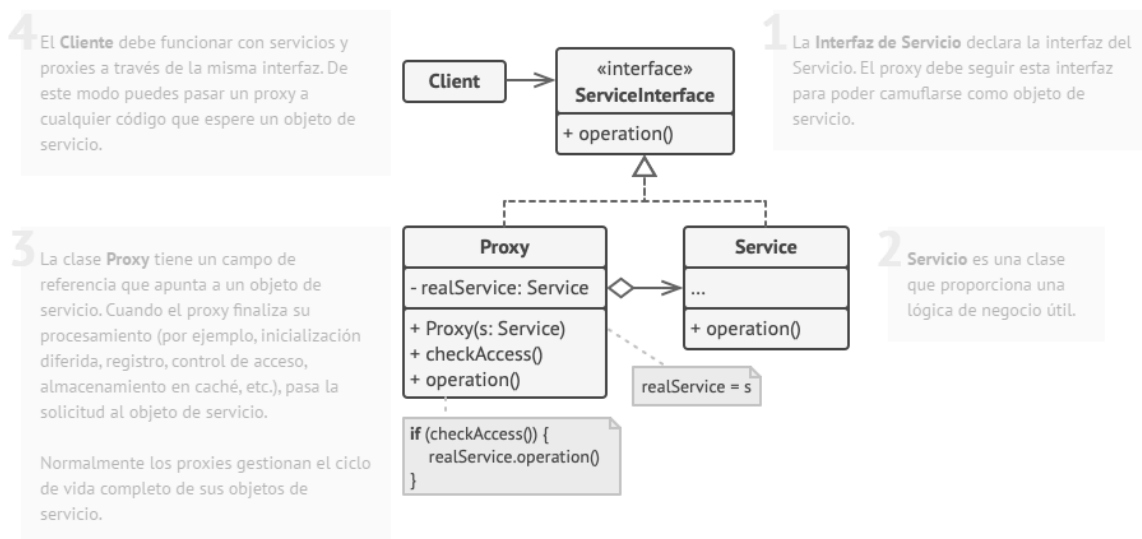 4
El Cliente debe funcionar con servicios y
proxies a través de la misma interfaz. De
este modo puedes pasar un proxy a
cualquier código que espere un objeto de
servicio.
Client
«interface»
ServiceInterface
+ operation()
1
La Interfaz de Servicio declara la interfaz del
Servicio. El proxy debe seguir esta interfaz
para poder camuflarse como objeto de
servicio.
3
La clase Proxy tiene un campo de
referencia que apunta a un objeto de
servicio. Cuando el proxy finaliza su
procesamiento (por ejemplo, inicialización
diferida, registro, control de acceso,
almacenamiento en caché, etc.), pasa la
solicitud al objeto de servicio.
Normalmente los proxies gestionan el ciclo
de vida completo de sus objetos de
servicio.
Proxy
- realService: Service
+ Proxy(s: Service)
+ checkAccess()
+ operation()
if (checkAccess()) {
realService.operation()
}
realService = s
Service
...
+ operation()
2
Servicio es una clase
que proporciona una
lógica de negocio útil.